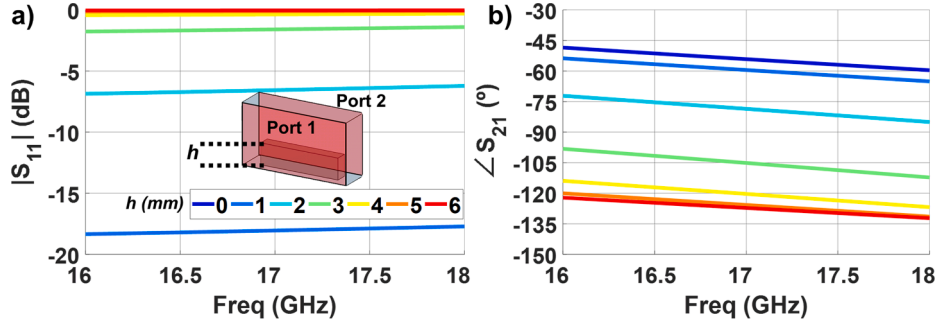 a)
|S11| (dB)
0
-5
-10
-15
-20
Port 2
Port 1
h
h (mm) 0 1 2 3 4 5 6
16 16.5 17 17.5 18
Freq (GHz)
b)
∠S21 (º)
-30
-45
-60
-75
-90
-105
-120
-135
-150
16 16.5 17 17.5 18
Freq (GHz)